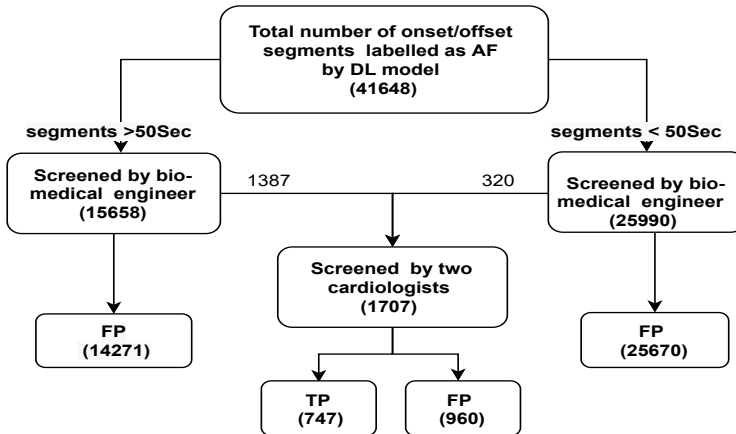 Total number of onset/offset
segments labelled as AF
by DL model
(41648)
segments >50Sec
segments < 50Sec
Screened by bio-
medical engineer
(15658)
1387
320
Screened by bio-
medical engineer
(25990)
Screened by two
cardiologists
(1707)
FP
(14271)
FP
(25670)
TP
(747)
FP
(960)